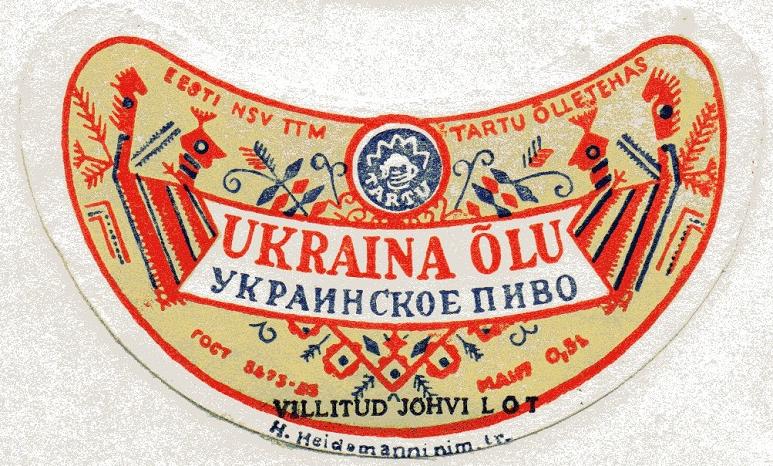 EESTI NSV TTM
TARTU ÕLLETEHAS
TARTU
UKRAINA ÕLU
УКРАИНСКОЕ ПИВО
ГОСТ 3473-53
МАНТ 0,5L
VILLITUD JÕHVI LOT
H. Heidemanni nim. tr.